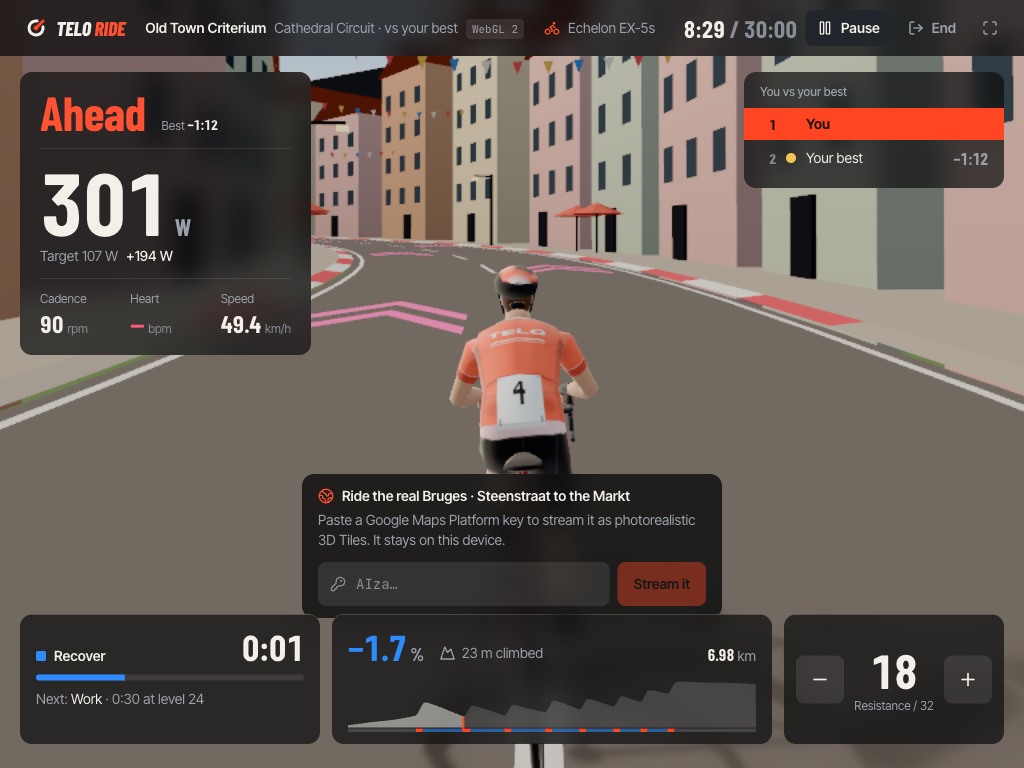 TELO RIDE Old Town Criterium Cathedral Circuit · vs your best WebGL 2 Echelon EX-5s 8:29 / 30:00 Pause End
Ahead Best −1:12
301 W
Target 107 W +194 W
Cadence Heart Speed
90 rpm — bpm 49.4 km/h
You vs your best
1 You
2 Your best −1:12
TELO
4
Ride the real Bruges · Steenstraat to the Markt
Paste a Google Maps Platform key to stream it as photorealistic
3D Tiles. It stays on this device.
AIza… Stream it
Recover 0:01
Next: Work · 0:30 at level 24
−1.7 % 23 m climbed 6.98 km
− 18 +
Resistance / 32